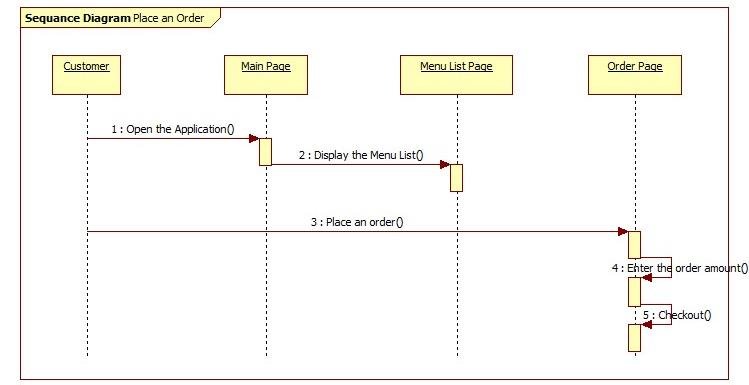 Sequance Diagram Place an Order
Customer
Main Page
Menu List Page
Order Page
1 : Open the Application()
2 : Display the Menu List()
3 : Place an order()
4 : Enter the order amount()
5 : Checkout()